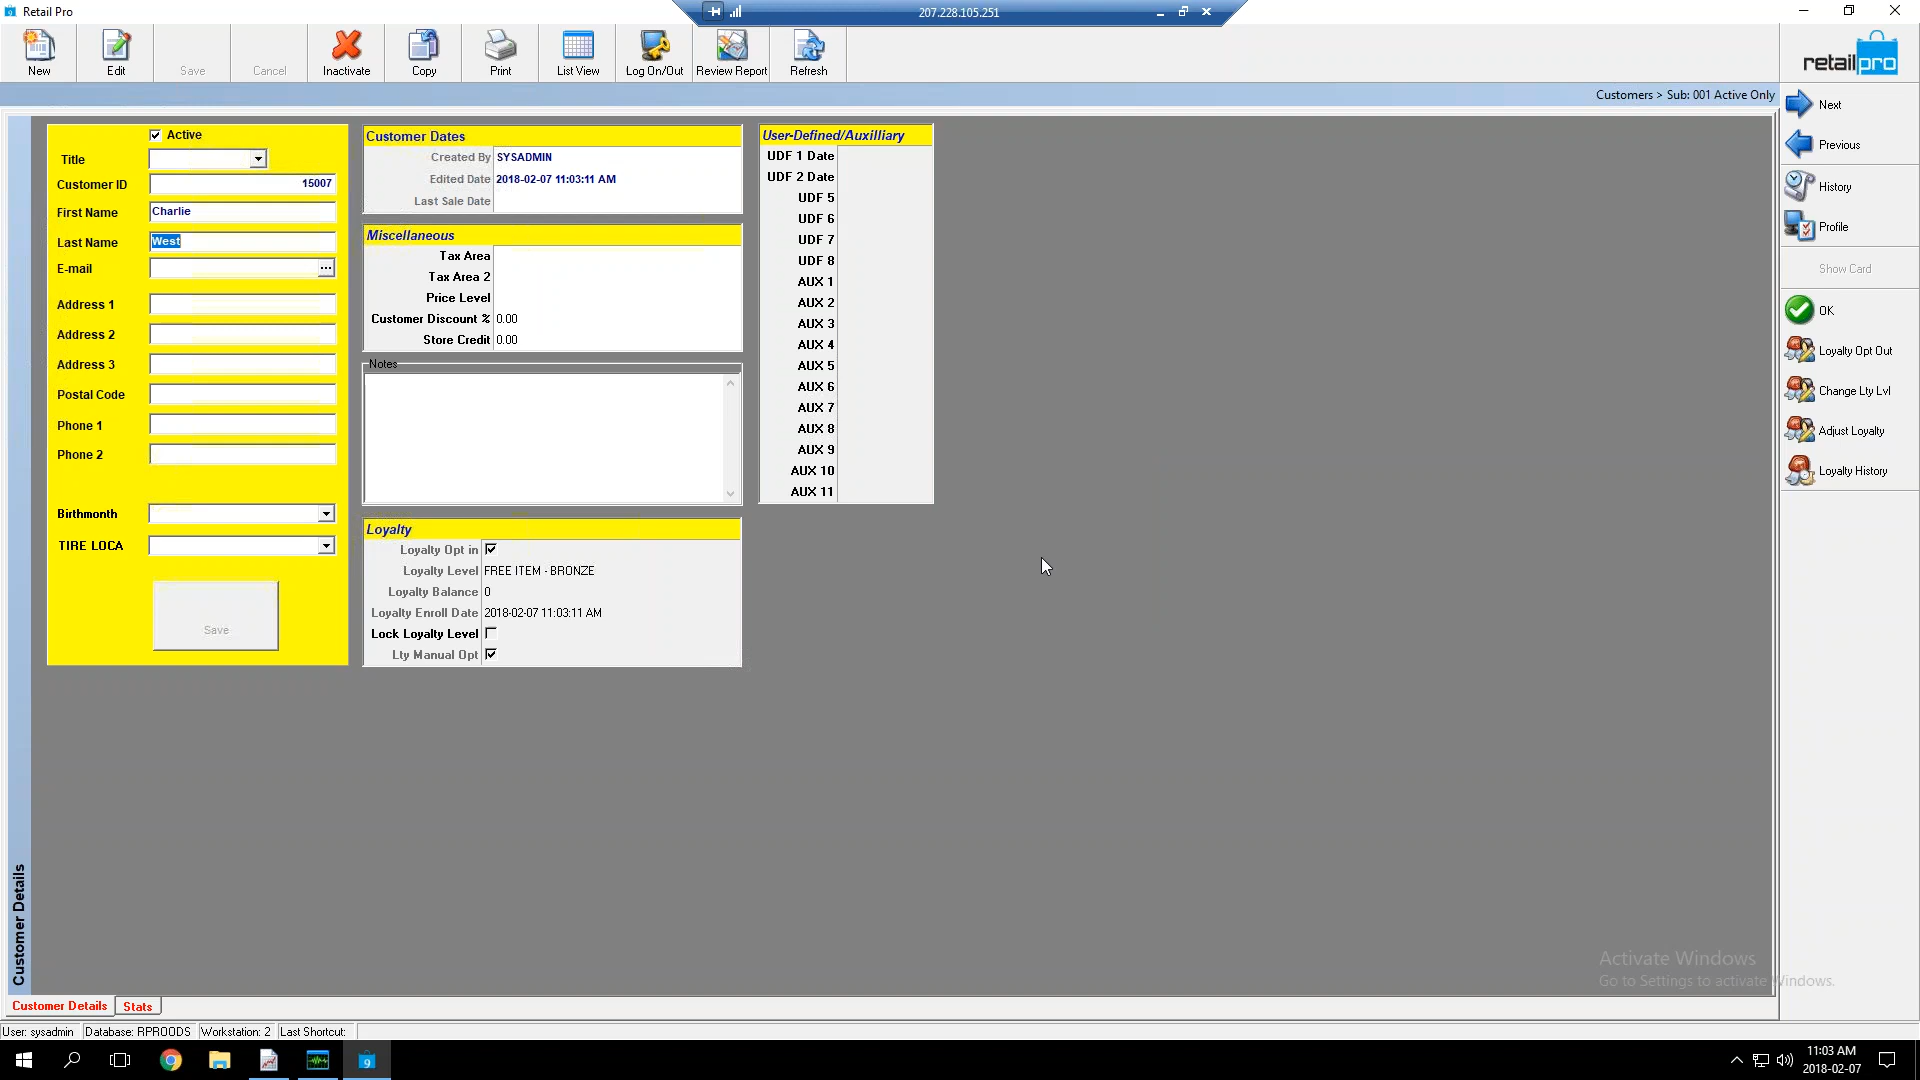 Retail Pro
207.228.105.251
New
Edit
Save
Cancel
Inactivate
Copy
Print
List View
Log On/Out
Review Report
Refresh
retailpro
Customers > Sub: 001 Active Only
Active
Title
Customer ID 15007
First Name Charlie
Last Name West
E-mail ...
Address 1
Address 2
Address 3
Postal Code
Phone 1
Phone 2
Birthmonth
TIRE LOCA
Save
Customer Dates
Created By SYSADMIN
Edited Date 2018-02-07 11:03:11 AM
Last Sale Date
Miscellaneous
Tax Area
Tax Area 2
Price Level
Customer Discount % 0.00
Store Credit 0.00
Notes
Loyalty
Loyalty Opt in
Loyalty Level FREE ITEM - BRONZE
Loyalty Balance 0
Loyalty Enroll Date 2018-02-07 11:03:11 AM
Lock Loyalty Level
Lty Manual Opt
User-Defined/Auxilliary
UDF 1 Date
UDF 2 Date
UDF 5
UDF 6
UDF 7
UDF 8
AUX 1
AUX 2
AUX 3
AUX 4
AUX 5
AUX 6
AUX 7
AUX 8
AUX 9
AUX 10
AUX 11
Next
Previous
History
Profile
Show Card
OK
Loyalty Opt Out
Change Lty Lvl
Adjust Loyalty
Loyalty History
Customer Details
Activate Windows
Go to Settings to activate Windows.
Customer Details
Stats
User: sysadmin
Database: RPROODS
Workstation: 2
Last Shortcut:
9
11:03 AM
2018-02-07